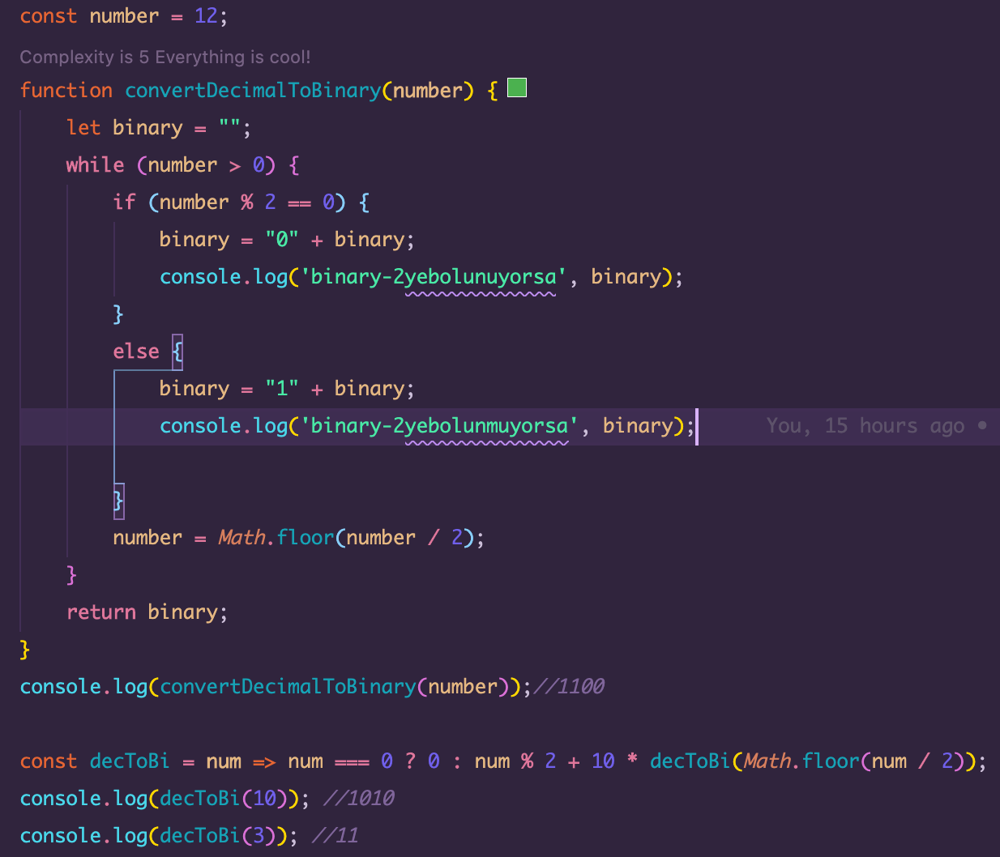 const number = 12;
Complexity is 5 Everything is cool!
function convertDecimalToBinary(number) {
let binary = "";
while (number > 0) {
if (number % 2 == 0) {
binary = "0" + binary;
console.log('binary-2yebolunuyorsa', binary);
}
else {
binary = "1" + binary;
console.log('binary-2yebolunmuyorsa', binary); You, 15 hours ago •
}
number = Math.floor(number / 2);
}
return binary;
}
console.log(convertDecimalToBinary(number));//1100
const decToBi = num => num === 0 ? 0 : num % 2 + 10 * decToBi(Math.floor(num / 2));
console.log(decToBi(10)); //1010
console.log(decToBi(3)); //11